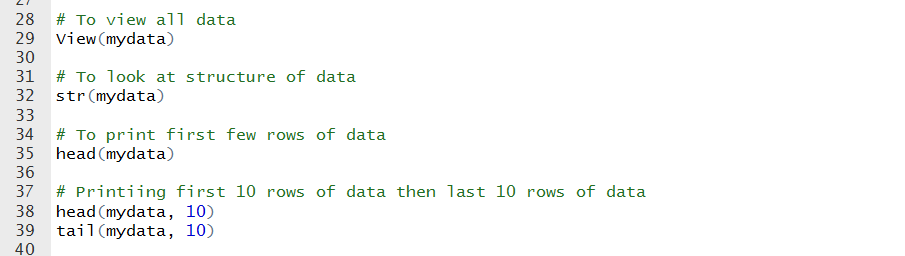 28 # To view all data
29 View(mydata)
30
31 # To look at structure of data
32 str(mydata)
33
34 # To print first few rows of data
35 head(mydata)
36
37 # Printiing first 10 rows of data then last 10 rows of data
38 head(mydata, 10)
39 tail(mydata, 10)
40